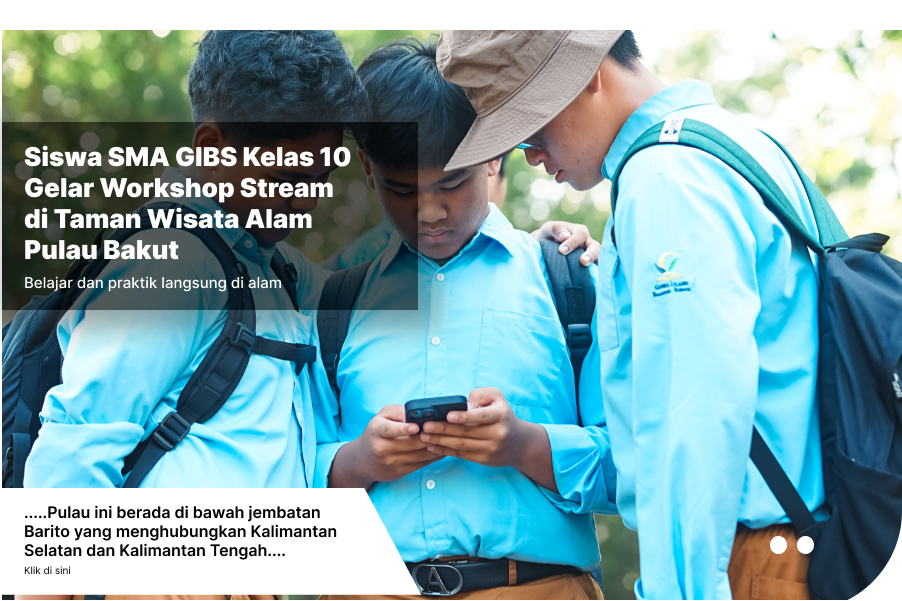 Siswa SMA GIBS Kelas 10
Gelar Workshop Stream
di Taman Wisata Alam
Pulau Bakut
Belajar dan praktik langsung di alam
.....Pulau ini berada di bawah jembatan
Barito yang menghubungkan Kalimantan
Selatan dan Kalimantan Tengah....
Klik di sini